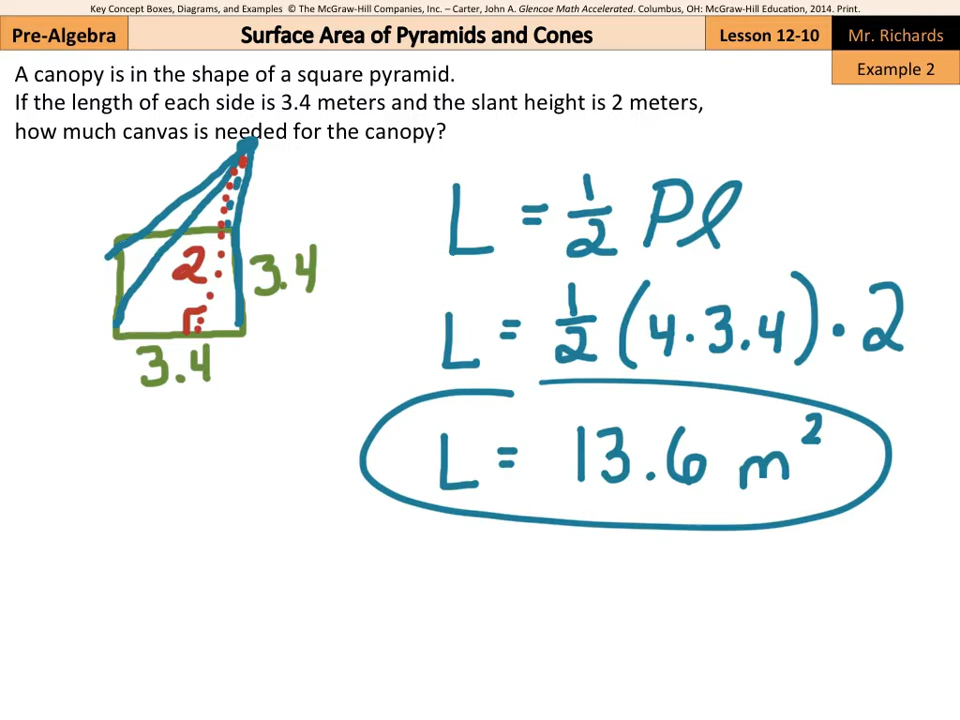 Key Concept Boxes, Diagrams, and Examples © The McGraw-Hill Companies, Inc. – Carter, John A. Glencoe Math Accelerated. Columbus, OH: McGraw-Hill Education, 2014. Print.
Pre-Algebra
Surface Area of Pyramids and Cones
Lesson 12-10
Mr. Richards
Example 2
A canopy is in the shape of a square pyramid.
If the length of each side is 3.4 meters and the slant height is 2 meters,
how much canvas is needed for the canopy?
2
3.4
3.4
L = 1/2 Pℓ
L = 1/2 (4·3.4)·2
L = 13.6 m²